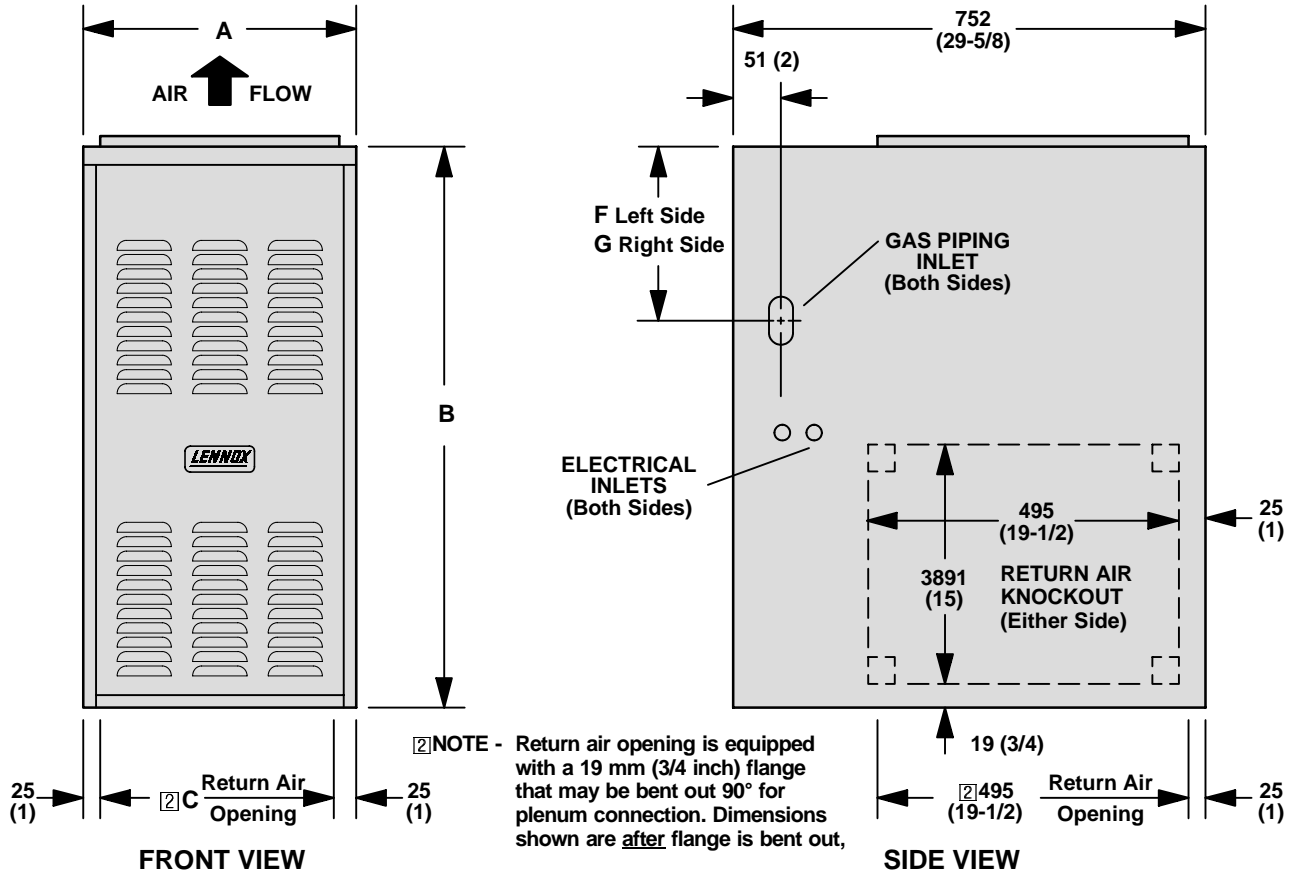 A
AIR FLOW
B
LENNOX
25
(1)
2 C Return Air
Opening
25
(1)
FRONT VIEW
2 NOTE - Return air opening is equipped
with a 19 mm (3/4 inch) flange
that may be bent out 90° for
plenum connection. Dimensions
shown are after flange is bent out,
752
(29-5/8)
51 (2)
F Left Side
G Right Side
GAS PIPING
INLET
(Both Sides)
ELECTRICAL
INLETS
(Both Sides)
495
(19-1/2)
25
(1)
3891
(15)
RETURN AIR
KNOCKOUT
(Either Side)
19 (3/4)
2 495
(19-1/2)
Return Air
Opening
25
(1)
SIDE VIEW